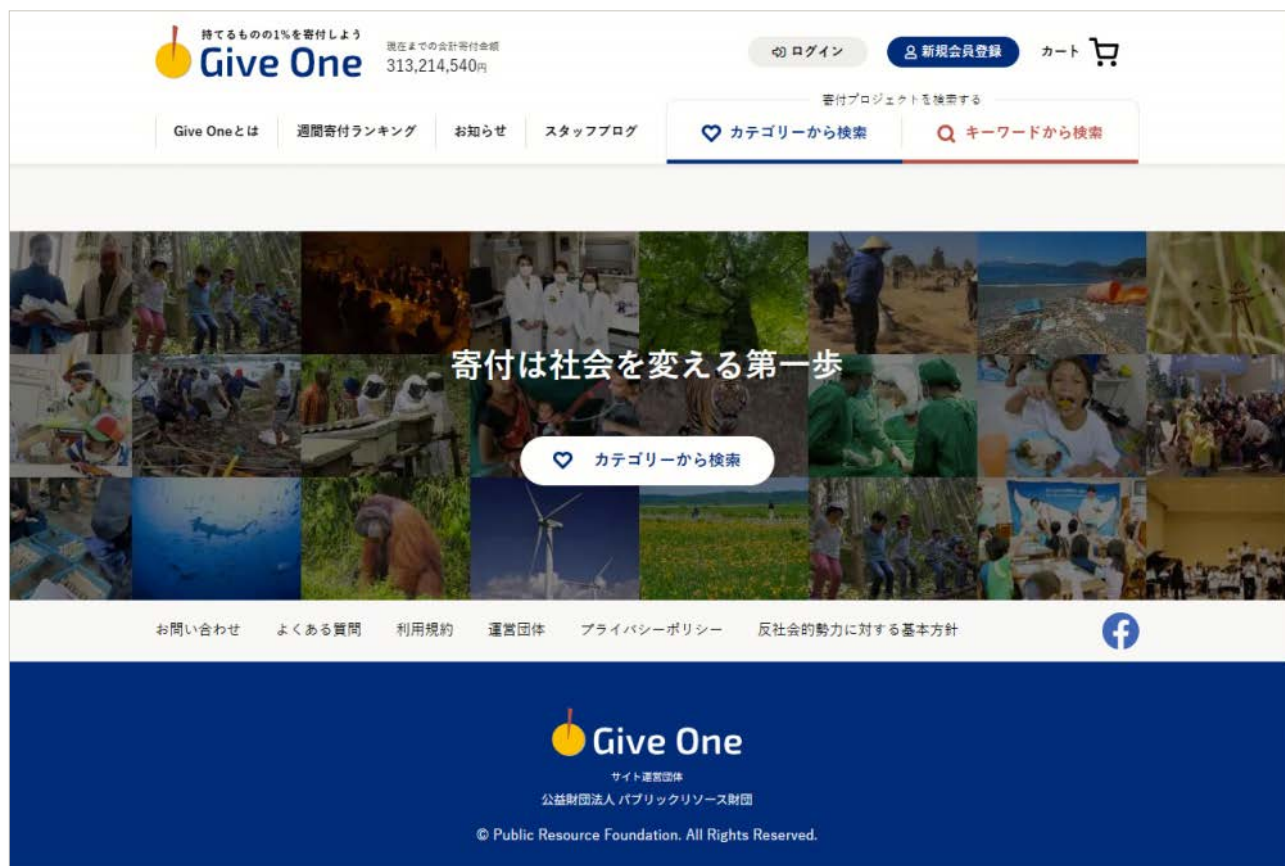 持てるものの1%を寄付しよう
Give One
現在までの合計寄付金額
313,214,540円
ログイン
新規会員登録
カート
寄付プロジェクトを検索する
Give Oneとは
週間寄付ランキング
お知らせ
スタッフブログ
カテゴリーから検索
キーワードから検索
寄付は社会を変える第一歩
カテゴリーから検索
お問い合わせ
よくある質問
利用規約
運営団体
プライバシーポリシー
反社会的勢力に対する基本方針
Give One
サイト運営団体
公益財団法人 パブリックリソース財団
© Public Resource Foundation. All Rights Reserved.